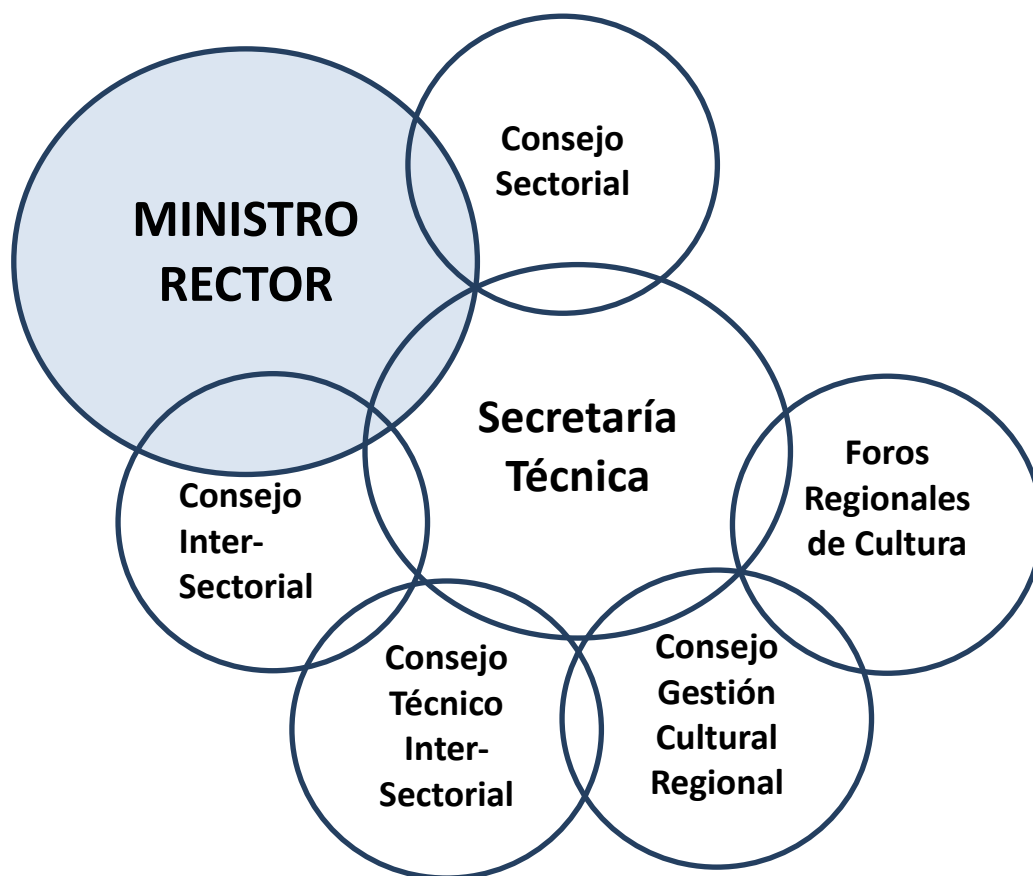 Consejo
Sectorial
MINISTRO
RECTOR
Secretaría
Técnica
Foros
Regionales
de Cultura
Consejo
Inter-
Sectorial
Consejo
Técnico
Inter-
Sectorial
Consejo
Gestión
Cultural
Regional